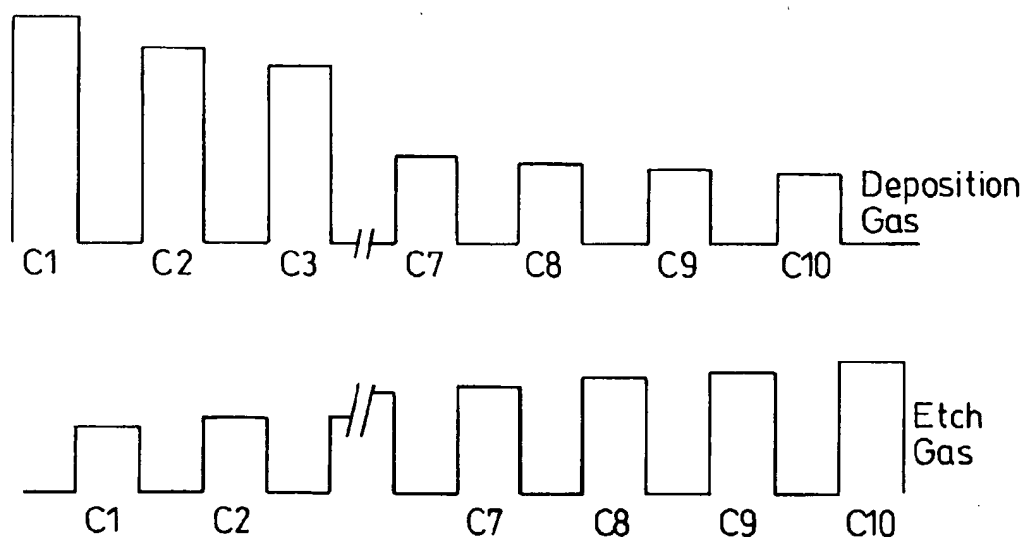 Deposition
Gas
C1 C2 C3 C7 C8 C9 C10
Etch
Gas
C1 C2 C7 C8 C9 C10